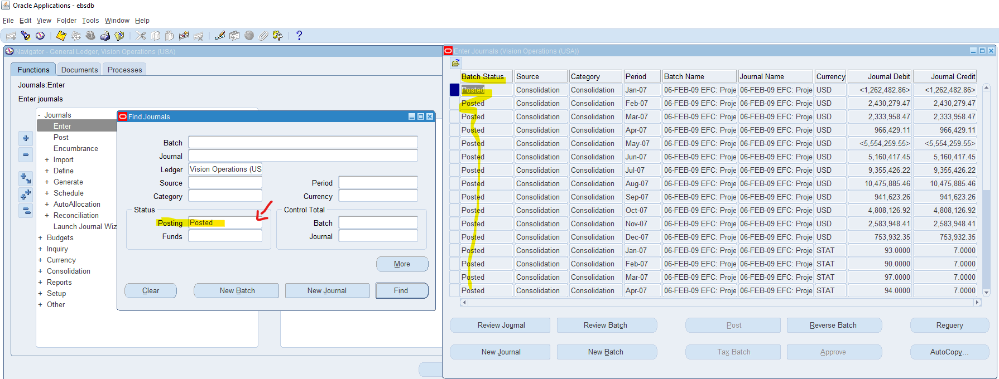 Oracle Applications - ebsdb
File Edit View Folder Tools Window Help
Navigator - General Ledger, Vision Operations (USA)
Functions Documents Processes
Journals:Enter
Enter journals
- Journals
Enter
Post
Encumbrance
+ Import
+ Define
+ Generate
+ Schedule
+ AutoAllocation
+ Reconciliation
Launch Journal Wiz
+ Budgets
+ Inquiry
+ Currency
+ Consolidation
+ Reports
+ Setup
+ Other
Find Journals
Batch
Journal
Ledger Vision Operations (US
Source Period
Category Currency
Status Control Total
Posting Posted Batch
Funds Journal
More
Clear New Batch New Journal Find
Enter Journals (Vision Operations (USA))
Batch Status Source Category Period Batch Name Journal Name Currency Journal Debit Journal Credit
Posted Consolidation Consolidation Jan-07 06-FEB-09 EFC: Proje 06-FEB-09 EFC: Proje USD <1,262,482.86> <1,262,482.86>
Posted Consolidation Consolidation Feb-07 06-FEB-09 EFC: Proje 06-FEB-09 EFC: Proje USD 2,430,279.47 2,430,279.47
Posted Consolidation Consolidation Mar-07 06-FEB-09 EFC: Proje 06-FEB-09 EFC: Proje USD 2,333,958.47 2,333,958.47
Posted Consolidation Consolidation Apr-07 06-FEB-09 EFC: Proje 06-FEB-09 EFC: Proje USD 966,429.11 966,429.11
Posted Consolidation Consolidation May-07 06-FEB-09 EFC: Proje 06-FEB-09 EFC: Proje USD <5,554,259.55> <5,554,259.55>
Posted Consolidation Consolidation Jun-07 06-FEB-09 EFC: Proje 06-FEB-09 EFC: Proje USD 5,160,417.45 5,160,417.45
Posted Consolidation Consolidation Jul-07 06-FEB-09 EFC: Proje 06-FEB-09 EFC: Proje USD 9,355,426.22 9,355,426.22
Posted Consolidation Consolidation Aug-07 06-FEB-09 EFC: Proje 06-FEB-09 EFC: Proje USD 10,475,885.46 10,475,885.46
Posted Consolidation Consolidation Sep-07 06-FEB-09 EFC: Proje 06-FEB-09 EFC: Proje USD 941,623.26 941,623.26
Posted Consolidation Consolidation Oct-07 06-FEB-09 EFC: Proje 06-FEB-09 EFC: Proje USD 4,808,126.92 4,808,126.92
Posted Consolidation Consolidation Nov-07 06-FEB-09 EFC: Proje 06-FEB-09 EFC: Proje USD 2,583,948.41 2,583,948.41
Posted Consolidation Consolidation Dec-07 06-FEB-09 EFC: Proje 06-FEB-09 EFC: Proje USD 753,932.35 753,932.35
Posted Consolidation Consolidation Jan-07 06-FEB-09 EFC: Proje 06-FEB-09 EFC: Proje STAT 93.0000 7.0000
Posted Consolidation Consolidation Feb-07 06-FEB-09 EFC: Proje 06-FEB-09 EFC: Proje STAT 90.0000 7.0000
Posted Consolidation Consolidation Mar-07 06-FEB-09 EFC: Proje 06-FEB-09 EFC: Proje STAT 97.0000 7.0000
Posted Consolidation Consolidation Apr-07 06-FEB-09 EFC: Proje 06-FEB-09 EFC: Proje STAT 94.0000 7.0000
Review Journal Review Batch Post Reverse Batch Requery
New Journal New Batch Tax Batch Approve AutoCopy...